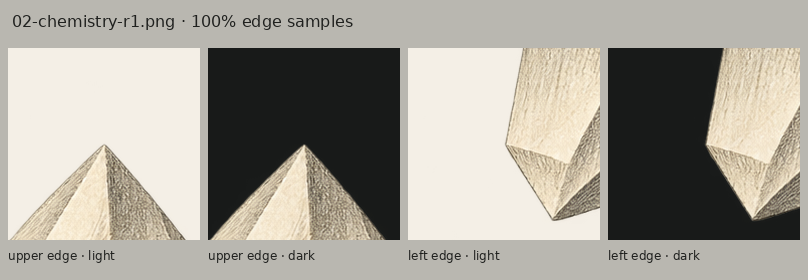 02-chemistry-r1.png · 100% edge samples
upper edge · light
upper edge · dark
left edge · light
left edge · dark